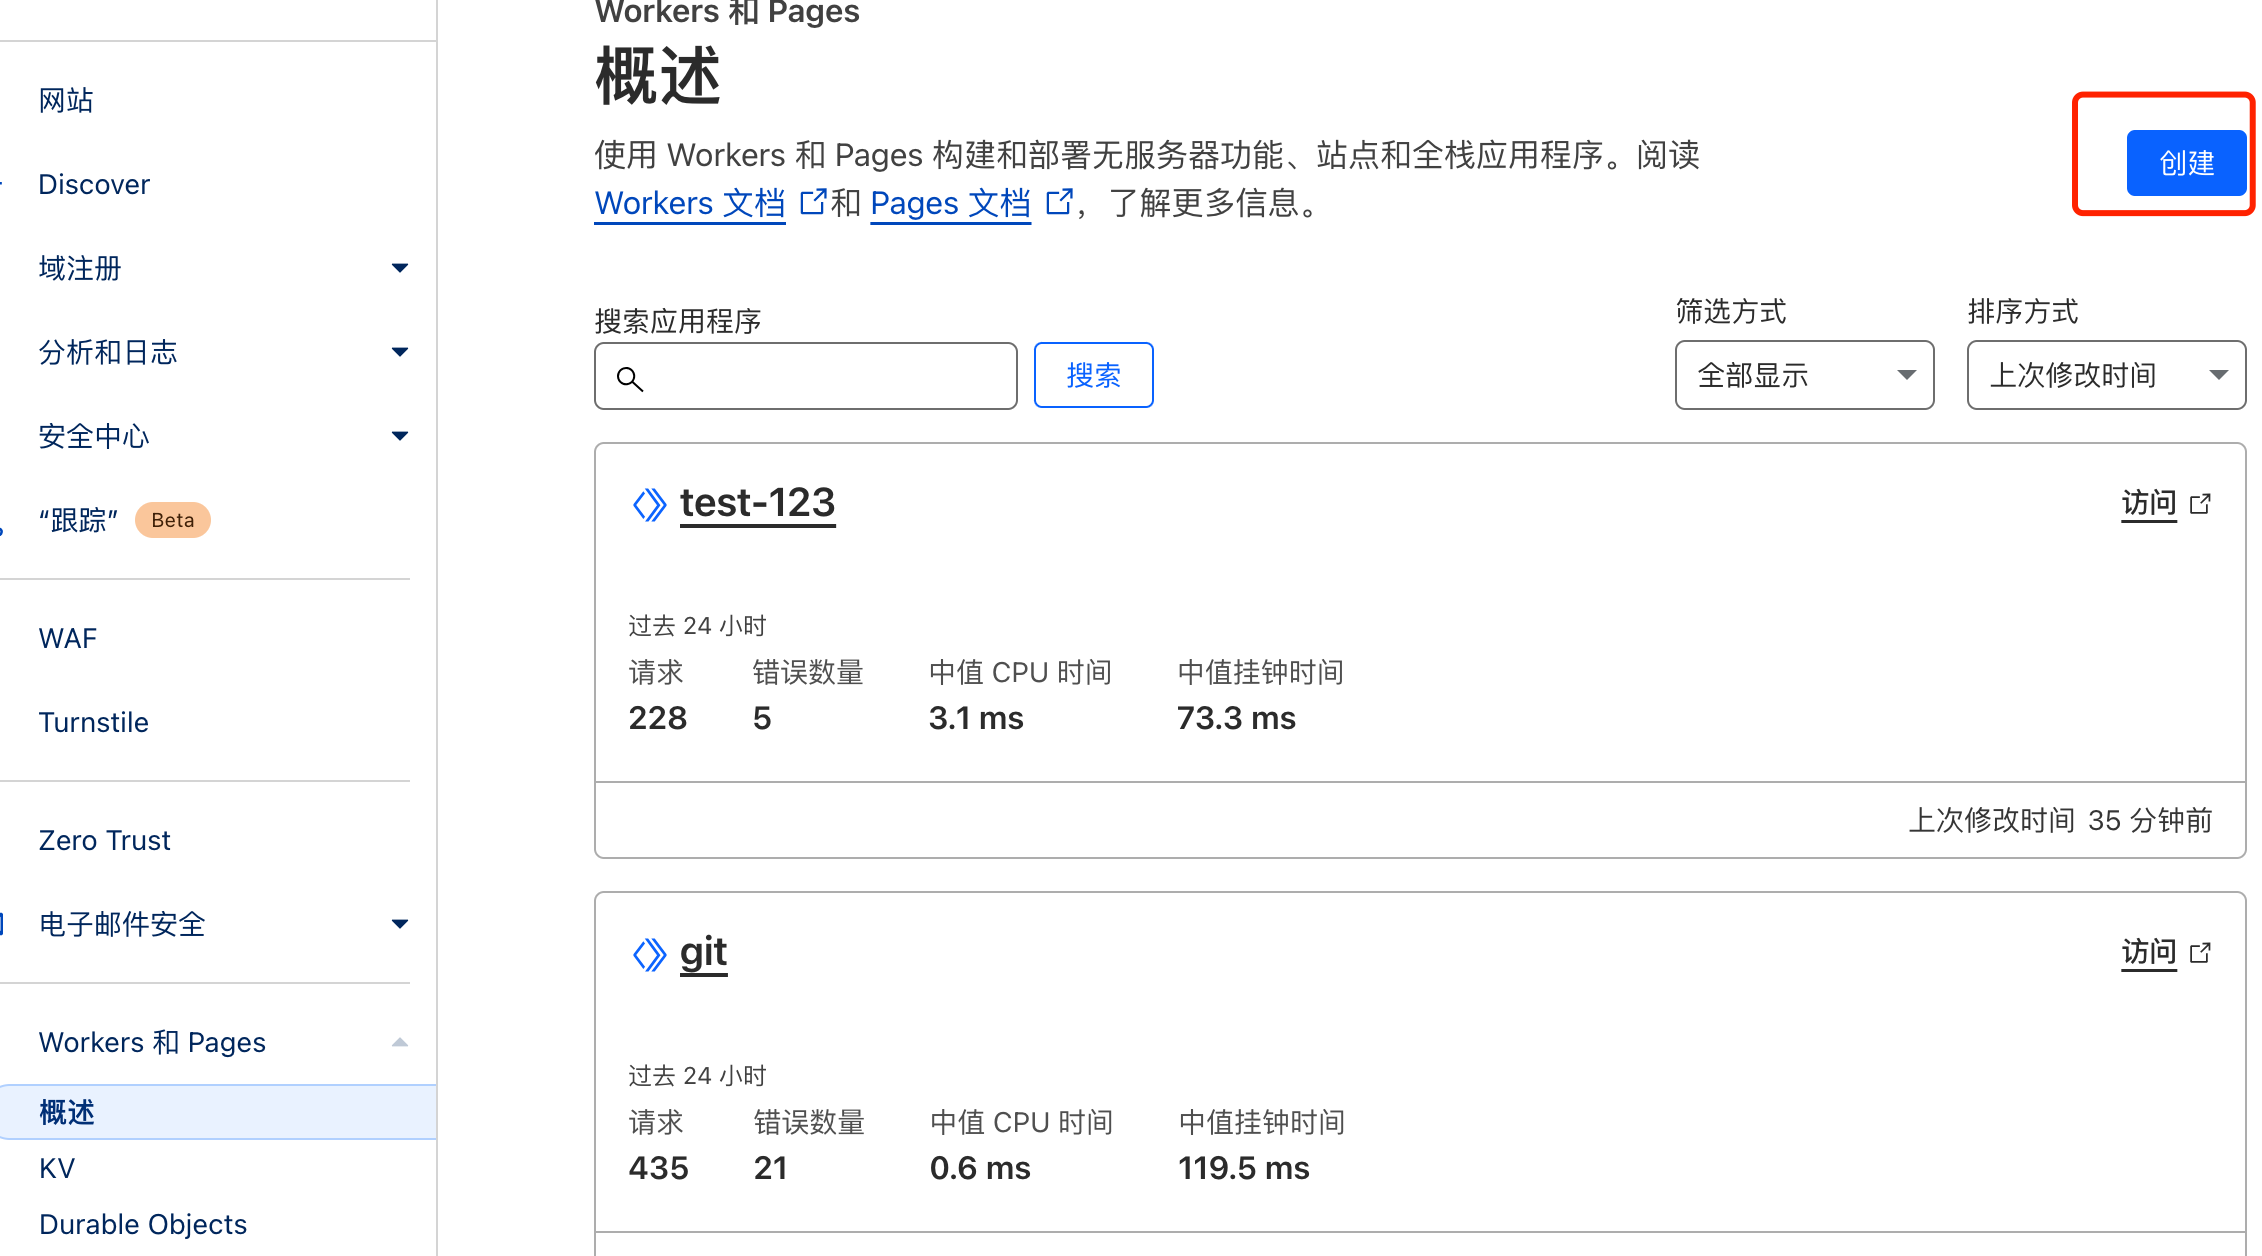 网站
Discover
域注册
分析和日志
安全中心
“跟踪” Beta
WAF
Turnstile
Zero Trust
电子邮件安全
Workers 和 Pages
概述
KV
Durable Objects
Workers 和 Pages
概述
使用 Workers 和 Pages 构建和部署无服务器功能、站点和全栈应用程序。阅读
Workers 文档 和 Pages 文档 ，了解更多信息。
创建
搜索应用程序
搜索
筛选方式
全部显示
排序方式
上次修改时间
test-123
访问
过去 24 小时
请求 错误数量 中值 CPU 时间 中值挂钟时间
228 5 3.1 ms 73.3 ms
上次修改时间 35 分钟前
git
访问
过去 24 小时
请求 错误数量 中值 CPU 时间 中值挂钟时间
435 21 0.6 ms 119.5 ms